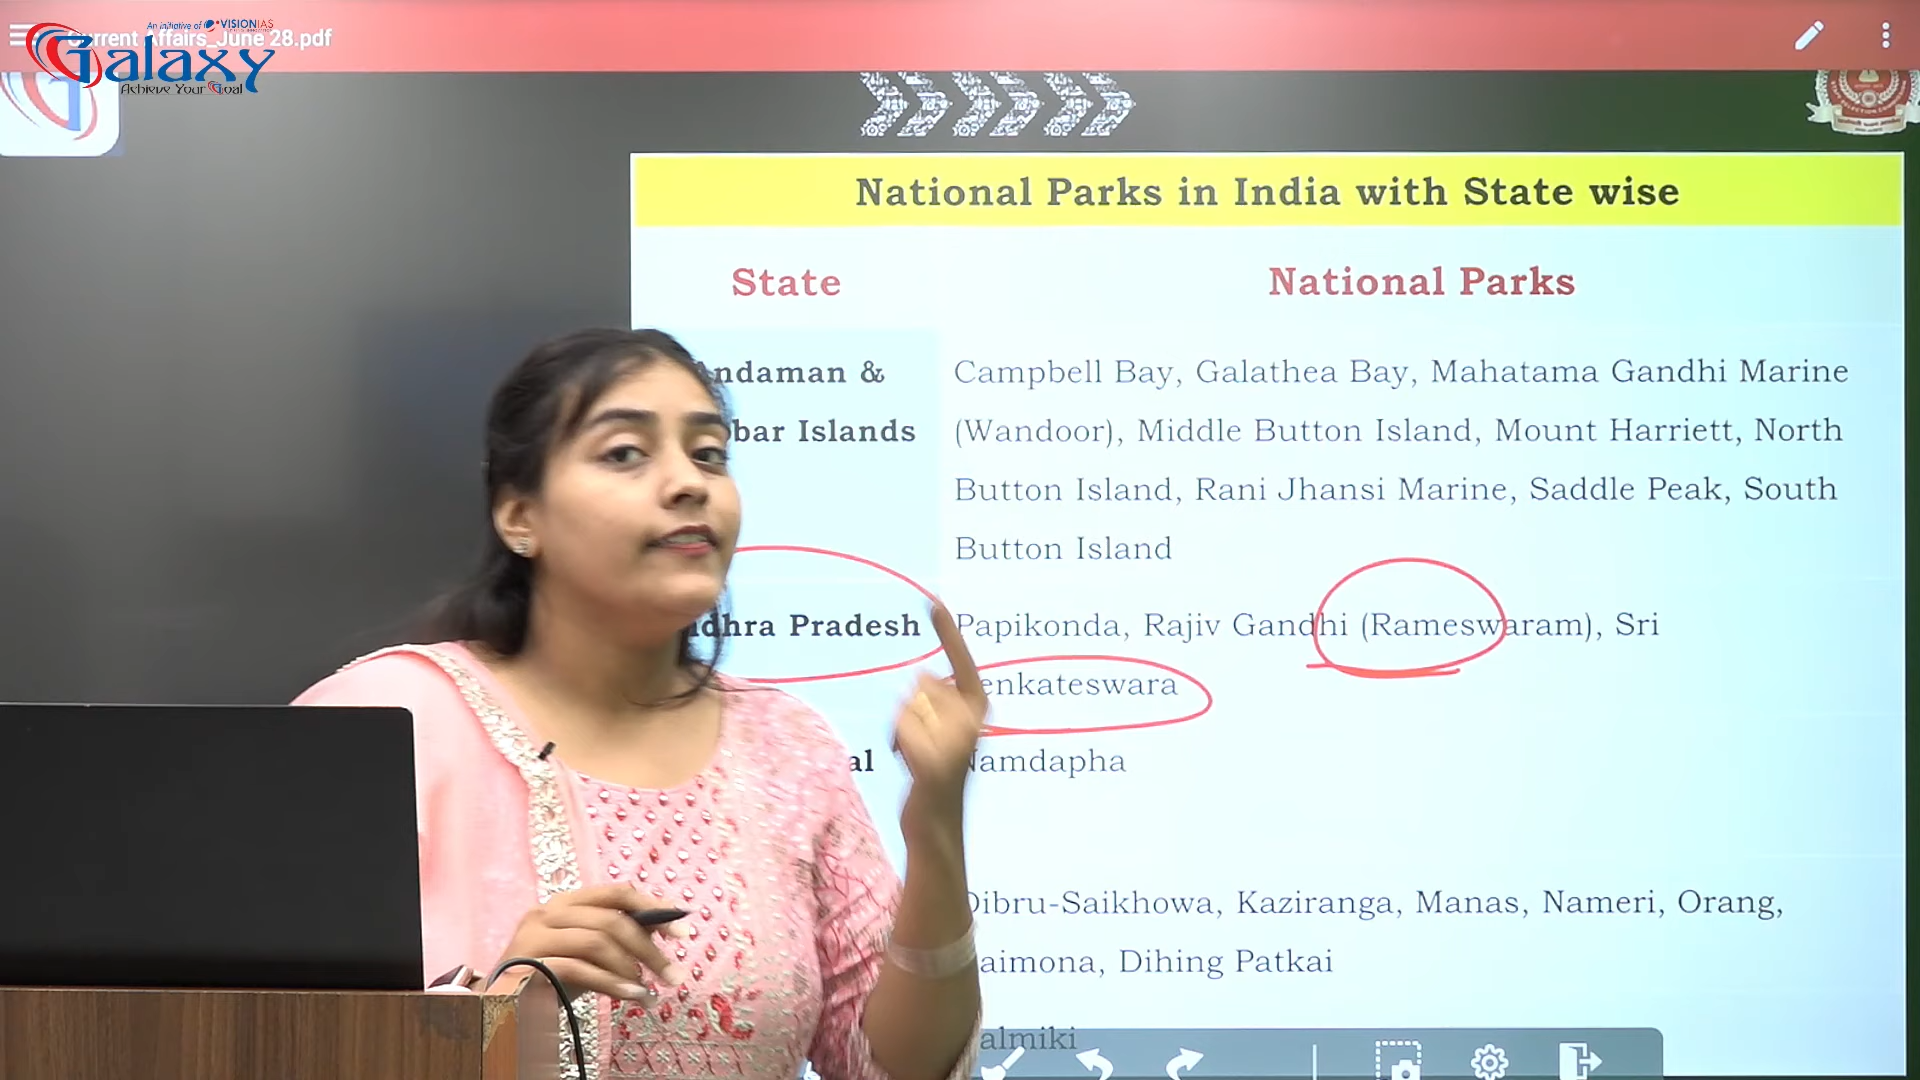 An initiative of VISIONIAS
Current Affairs_June 28.pdf
Galaxy
Achieve Your Goal
National Parks in India with State wise
State National Parks
Andaman & Campbell Bay, Galathea Bay, Mahatama Gandhi Marine
bar Islands (Wandoor), Middle Button Island, Mount Harriett, North
Button Island, Rani Jhansi Marine, Saddle Peak, South
Button Island
dhra Pradesh Papikonda, Rajiv Gandhi (Rameswaram), Sri
enkateswara
al Namdapha
Dibru-Saikhowa, Kaziranga, Manas, Nameri, Orang,
aimona, Dihing Patkai
almiki